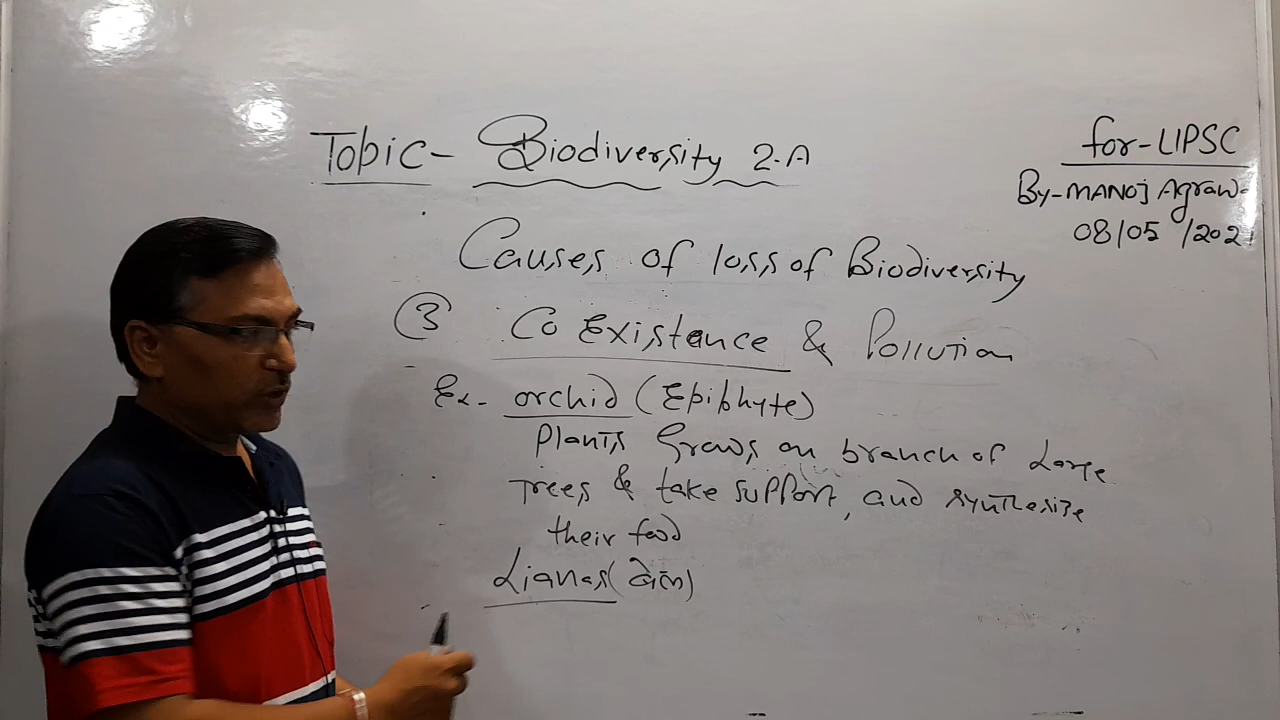 Topic- Biodiversity 2.A
for-UPSC
By-MANOJ Agraw
08/05/202
Causes of loss of Biodiversity
③ Co Existance & Pollution
Ex- orchid (Epiphyte)
Plants Grows on branch of Large
Trees & take support, and synthesize
their food
Lianas (बेल)